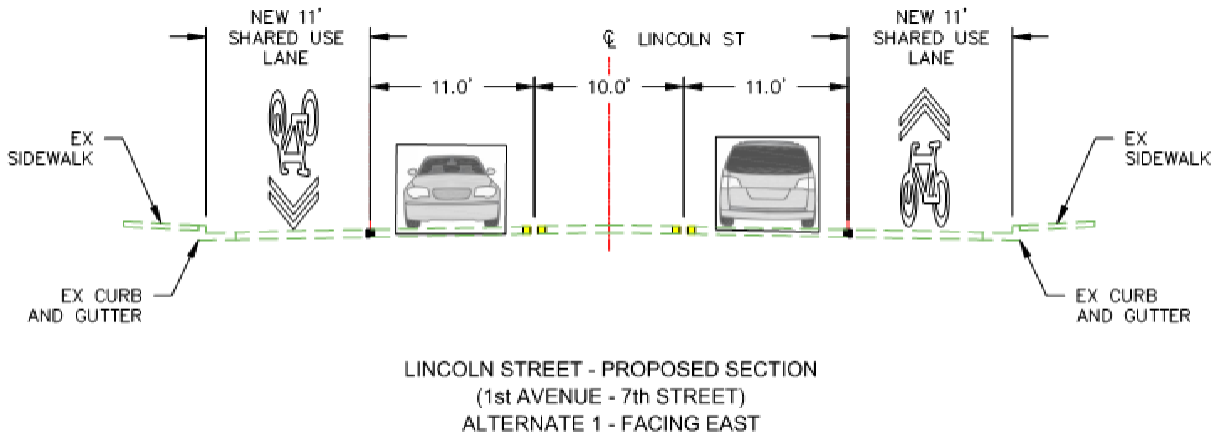 NEW 11'
SHARED USE
LANE
℄ LINCOLN ST
NEW 11'
SHARED USE
LANE
11.0'
10.0'
11.0'
EX
SIDEWALK
EX
SIDEWALK
EX CURB
AND GUTTER
EX CURB
AND GUTTER
LINCOLN STREET - PROPOSED SECTION
(1st AVENUE - 7th STREET)
ALTERNATE 1 - FACING EAST